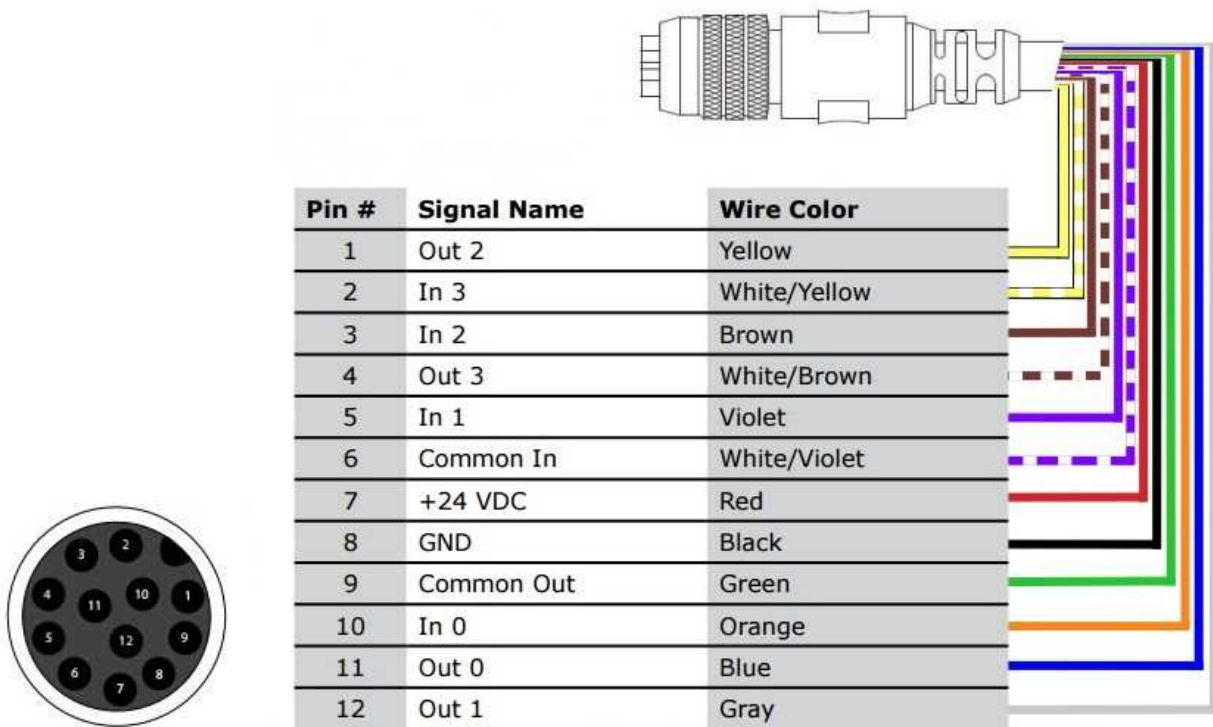 Pin # Signal Name Wire Color
1 Out 2 Yellow
2 In 3 White/Yellow
3 In 2 Brown
4 Out 3 White/Brown
5 In 1 Violet
6 Common In White/Violet
7 +24 VDC Red
8 GND Black
9 Common Out Green
10 In 0 Orange
11 Out 0 Blue
12 Out 1 Gray
3 2
4 11 10 1
5 12 9
6 7 8